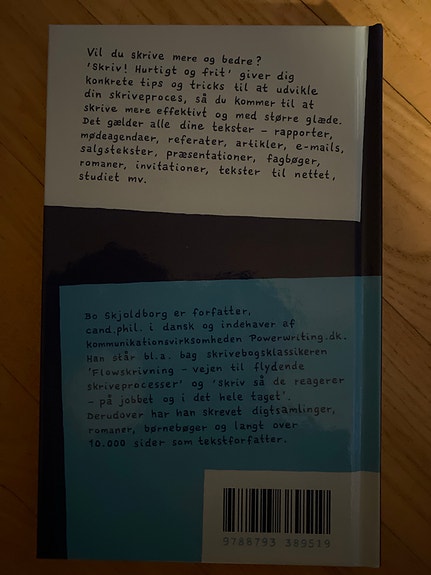 Vil du skrive mere og bedre?
'Skriv! Hurtigt og frit' giver dig
konkrete tips og tricks til at udvikle
din skriveproces, så du kommer til at
skrive mere effektivt og med større glæde.
Det gælder alle dine tekster – rapporter,
mødeagendaer, referater, artikler, e-mails,
salgstekster, præsentationer, fagbøger,
romaner, invitationer, tekster til nettet,
studiet mv.
Bo Skjoldborg er forfatter,
cand.phil. i dansk og indehaver af
kommunikationsvirksomheden Powerwriting.dk.
Han står bl.a. bag skrivebogsklassikeren
'Flowskrivning – vejen til flydende
skriveprocesser' og 'Skriv så de reagerer
– på jobbet og i det hele taget'.
Derudover har han skrevet digtsamlinger,
romaner, børnebøger og langt over
10.000 sider som tekstforfatter.
9788793 389519